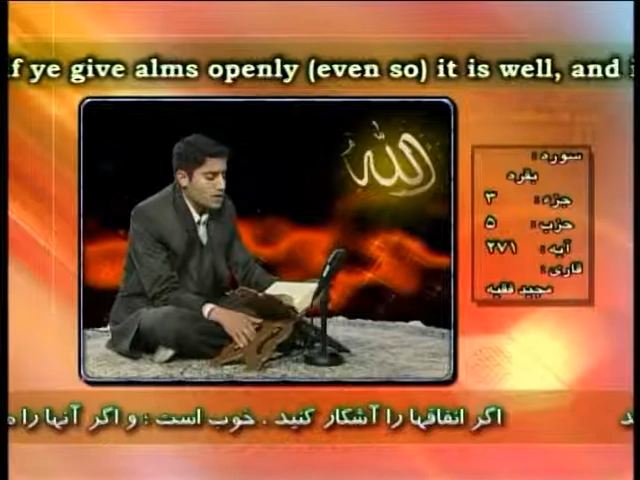 if ye give alms openly (even so) it is well, and i
الله
سوره :
بقره
جزء : ۳
حزب : ۵
آیه : ۲۷۱
قاری :
مجید فقیه
اگر انفاقها را آشکار کنید ، خوب است ؛ و اگر آنها را